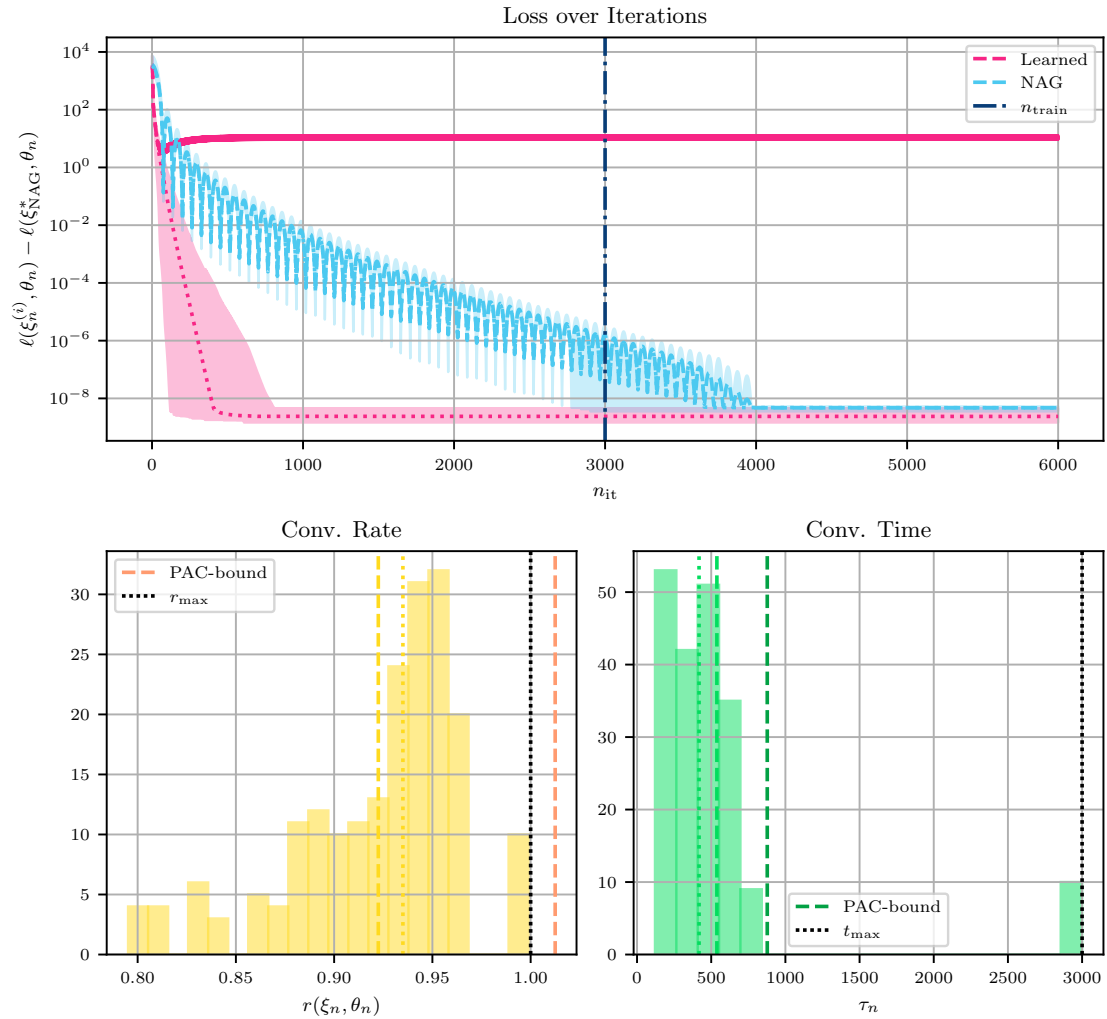 Loss over Iterations
ℓ(ξ_n^{(i)}, θ_n) − ℓ(ξ*_NAG, θ_n)
10^4
10^2
10^0
10^{−2}
10^{−4}
10^{−6}
10^{−8}
Learned
NAG
n_train
0 1000 2000 3000 4000 5000 6000
n_it
Conv. Rate
30
25
20
15
10
5
0
PAC-bound
r_max
0.80 0.85 0.90 0.95 1.00
r(ξ_n, θ_n)
Conv. Time
50
40
30
20
10
0
PAC-bound
t_max
0 500 1000 1500 2000 2500 3000
τ_n